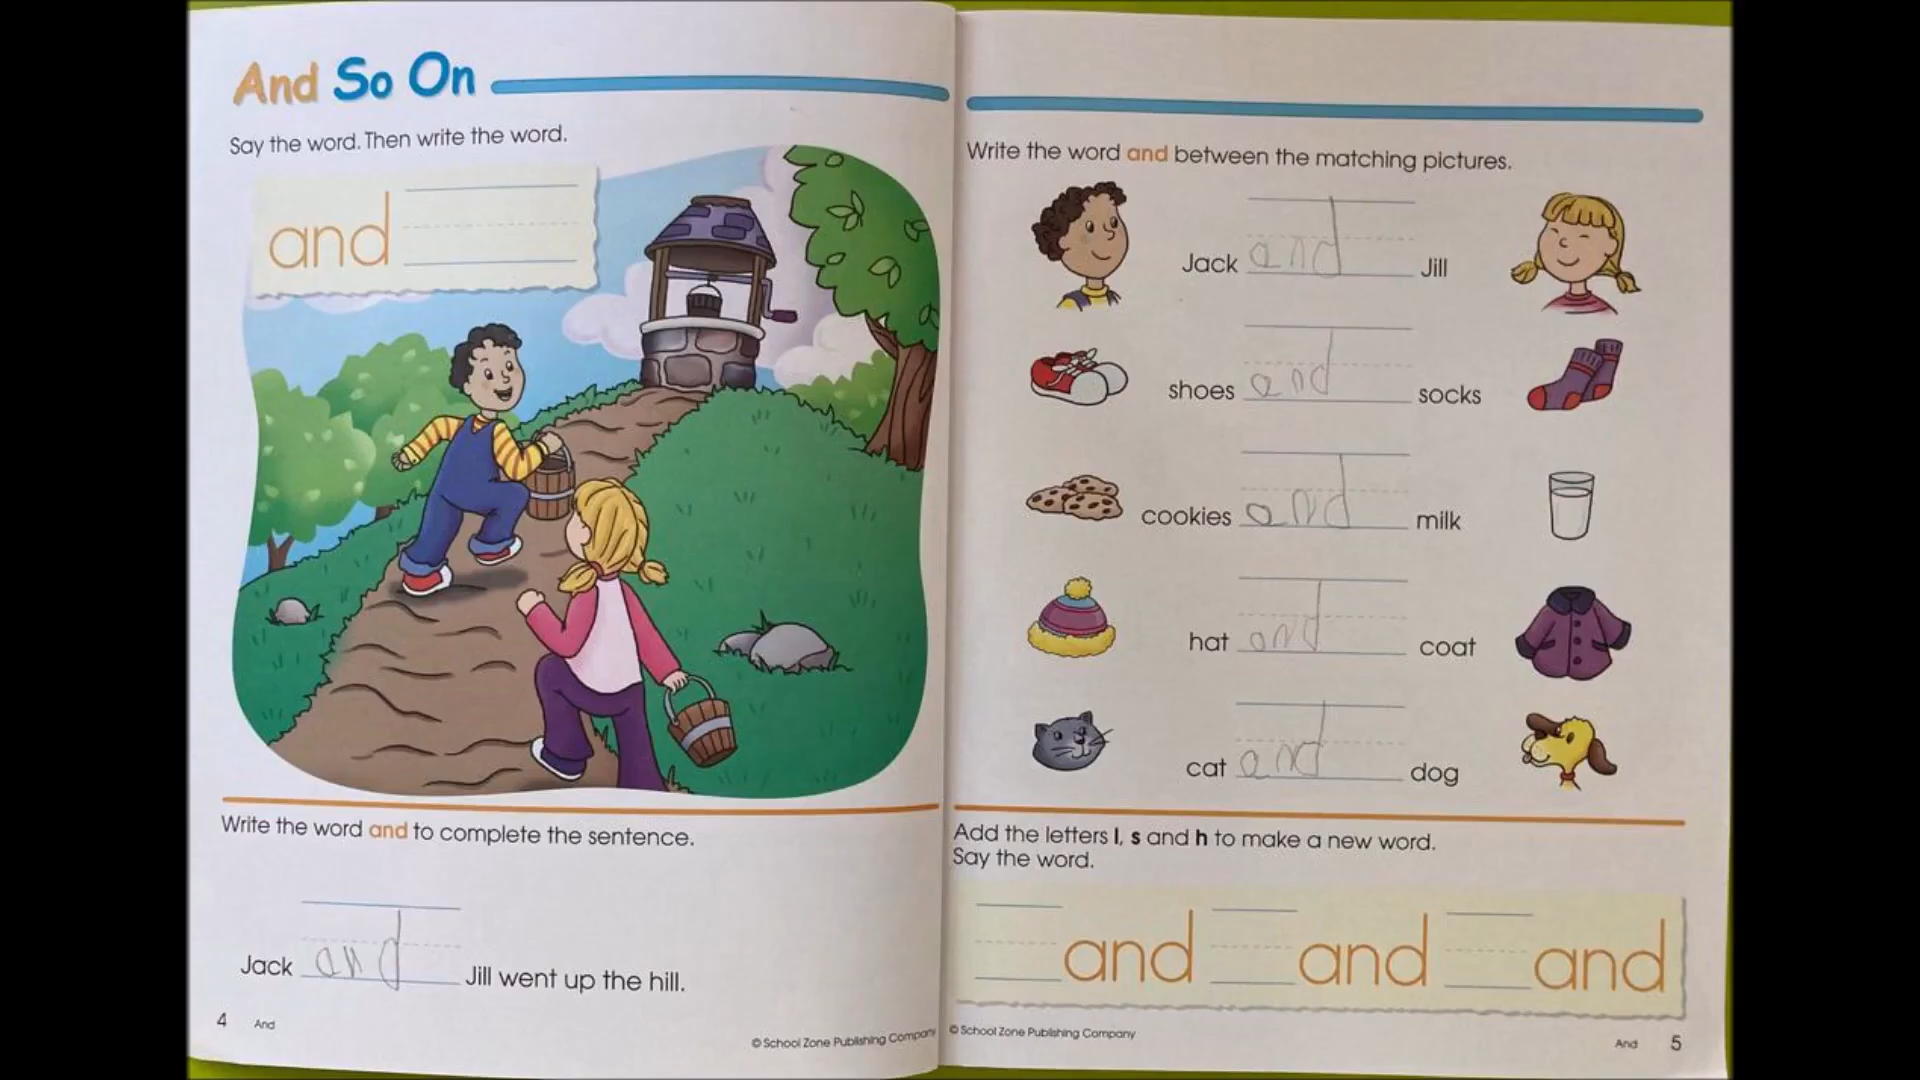 And So On
Say the word. Then write the word.
and
Write the word and to complete the sentence.
Jack and Jill went up the hill.
4 And
© School Zone Publishing Company
Write the word and between the matching pictures.
Jack and Jill
shoes and socks
cookies and milk
hat and coat
cat and dog
Add the letters l, s and h to make a new word.
Say the word.
and and and
© School Zone Publishing Company
And 5